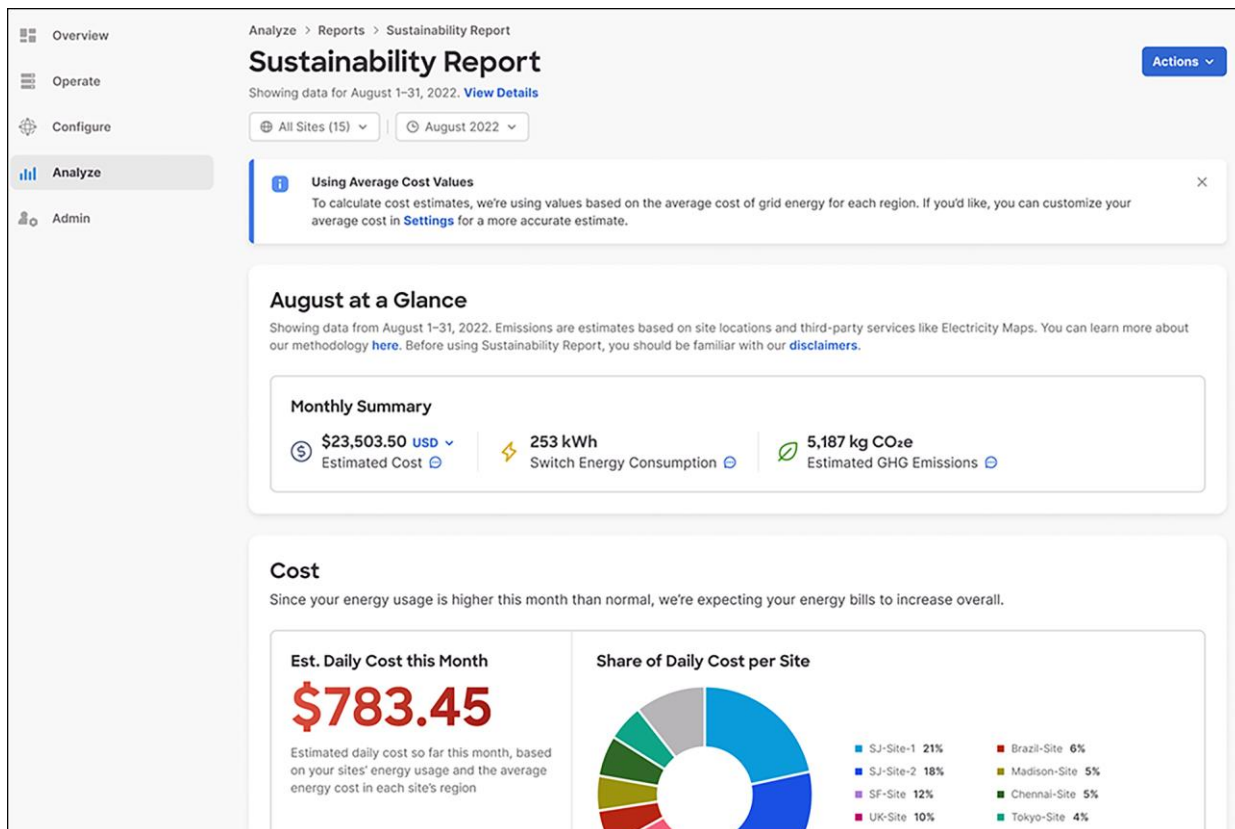 Overview
Operate
Configure
Analyze
Admin
Analyze > Reports > Sustainability Report
Sustainability Report
Actions
Showing data for August 1–31, 2022. View Details
All Sites (15)
August 2022
Using Average Cost Values
To calculate cost estimates, we're using values based on the average cost of grid energy for each region. If you'd like, you can customize your
average cost in Settings for a more accurate estimate.
August at a Glance
Showing data from August 1–31, 2022. Emissions are estimates based on site locations and third-party services like Electricity Maps. You can learn more about
our methodology here. Before using Sustainability Report, you should be familiar with our disclaimers.
Monthly Summary
$23,503.50 USD
Estimated Cost
253 kWh
Switch Energy Consumption
5,187 kg CO₂e
Estimated GHG Emissions
Cost
Since your energy usage is higher this month than normal, we're expecting your energy bills to increase overall.
Est. Daily Cost this Month
$783.45
Estimated daily cost so far this month, based
on your sites' energy usage and the average
energy cost in each site's region
Share of Daily Cost per Site
SJ-Site-1 21%
SJ-Site-2 18%
SF-Site 12%
UK-Site 10%
Brazil-Site 6%
Madison-Site 5%
Chennai-Site 5%
Tokyo-Site 4%